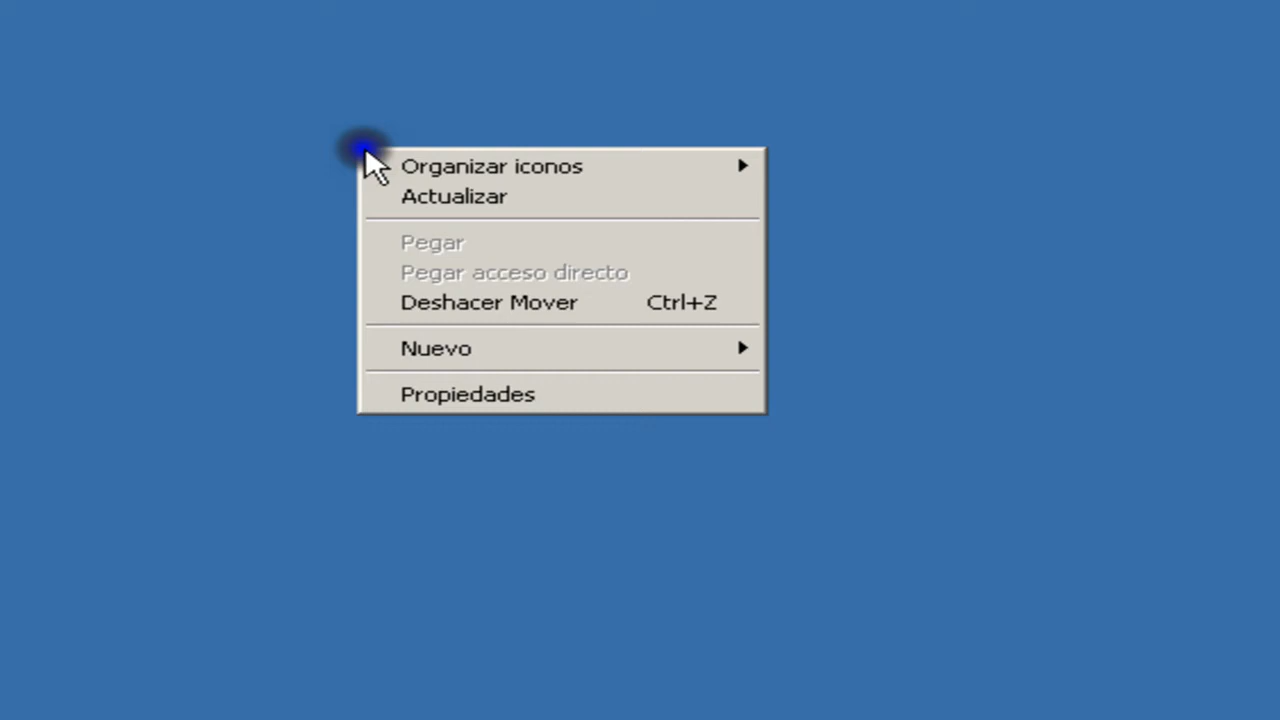 Organizar iconos
Actualizar
Pegar
Pegar acceso directo
Deshacer Mover Ctrl+Z
Nuevo
Propiedades